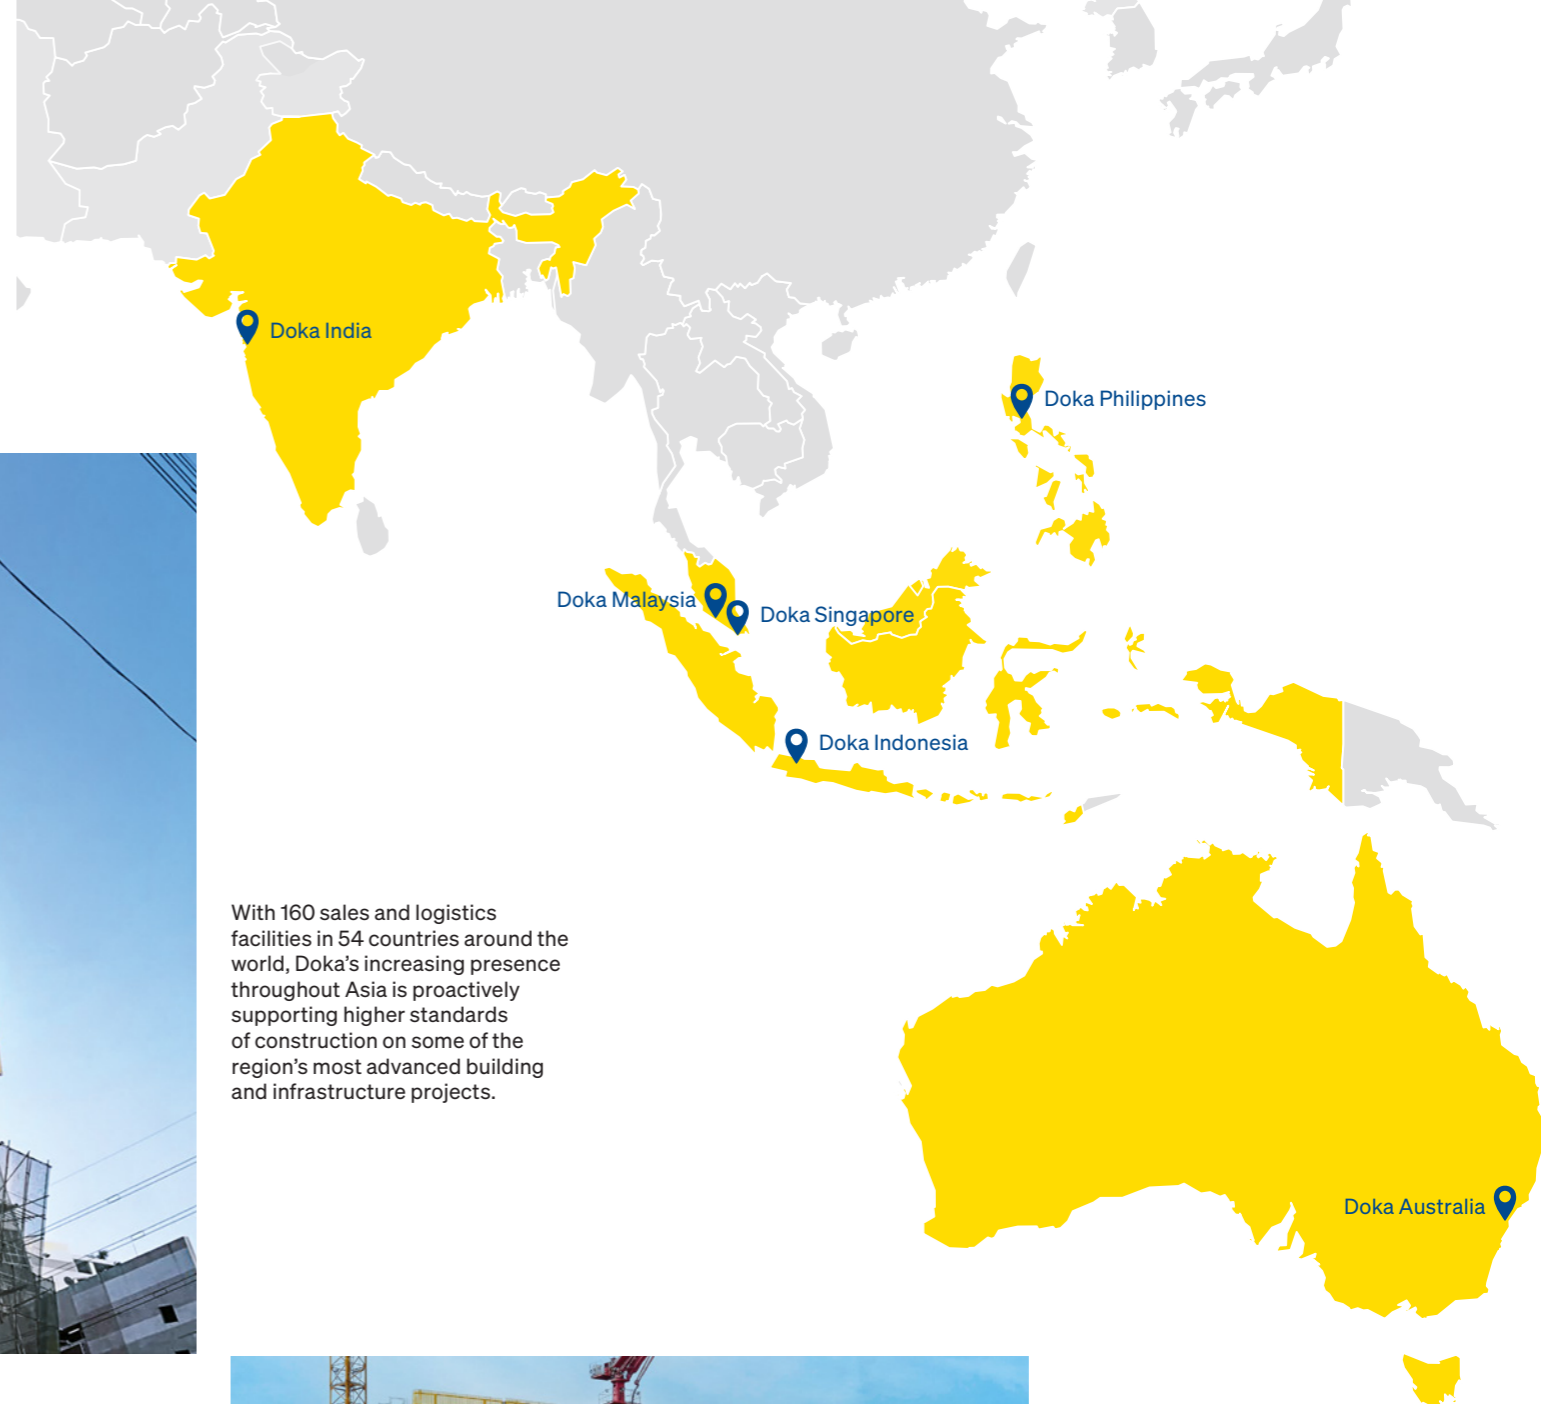 Doka India
Doka Philippines
Doka Malaysia
Doka Singapore
Doka Indonesia
With 160 sales and logistics
facilities in 54 countries around the
world, Doka’s increasing presence
throughout Asia is proactively
supporting higher standards
of construction on some of the
region’s most advanced building
and infrastructure projects.
Doka Australia